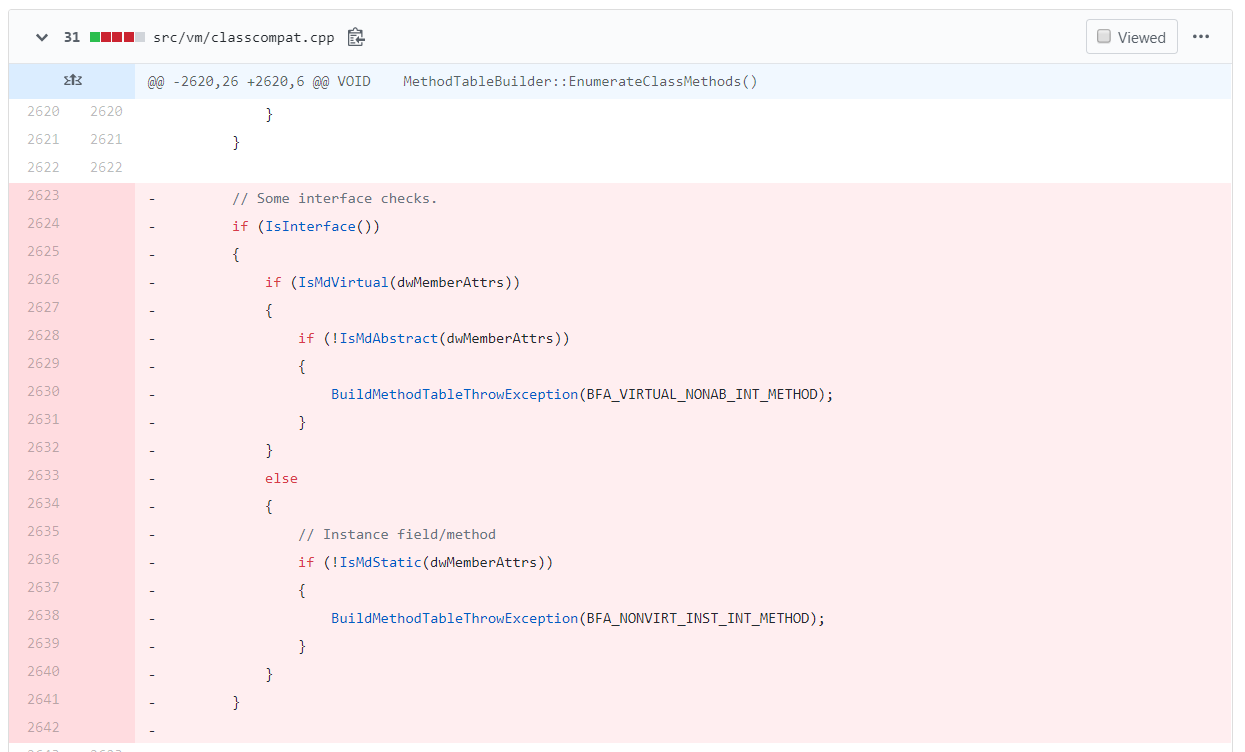 31 src/vm/classcompat.cpp Viewed
@@ -2620,26 +2620,6 @@ VOID    MethodTableBuilder::EnumerateClassMethods()
2620 2620             }
2621 2621         }
2622 2622
2623 -         // Some interface checks.
2624 -         if (IsInterface())
2625 -         {
2626 -             if (IsMdVirtual(dwMemberAttrs))
2627 -             {
2628 -                 if (!IsMdAbstract(dwMemberAttrs))
2629 -                 {
2630 -                     BuildMethodTableThrowException(BFA_VIRTUAL_NONAB_INT_METHOD);
2631 -                 }
2632 -             }
2633 -             else
2634 -             {
2635 -                 // Instance field/method
2636 -                 if (!IsMdStatic(dwMemberAttrs))
2637 -                 {
2638 -                     BuildMethodTableThrowException(BFA_NONVIRT_INST_INT_METHOD);
2639 -                 }
2640 -             }
2641 -         }
2642 -